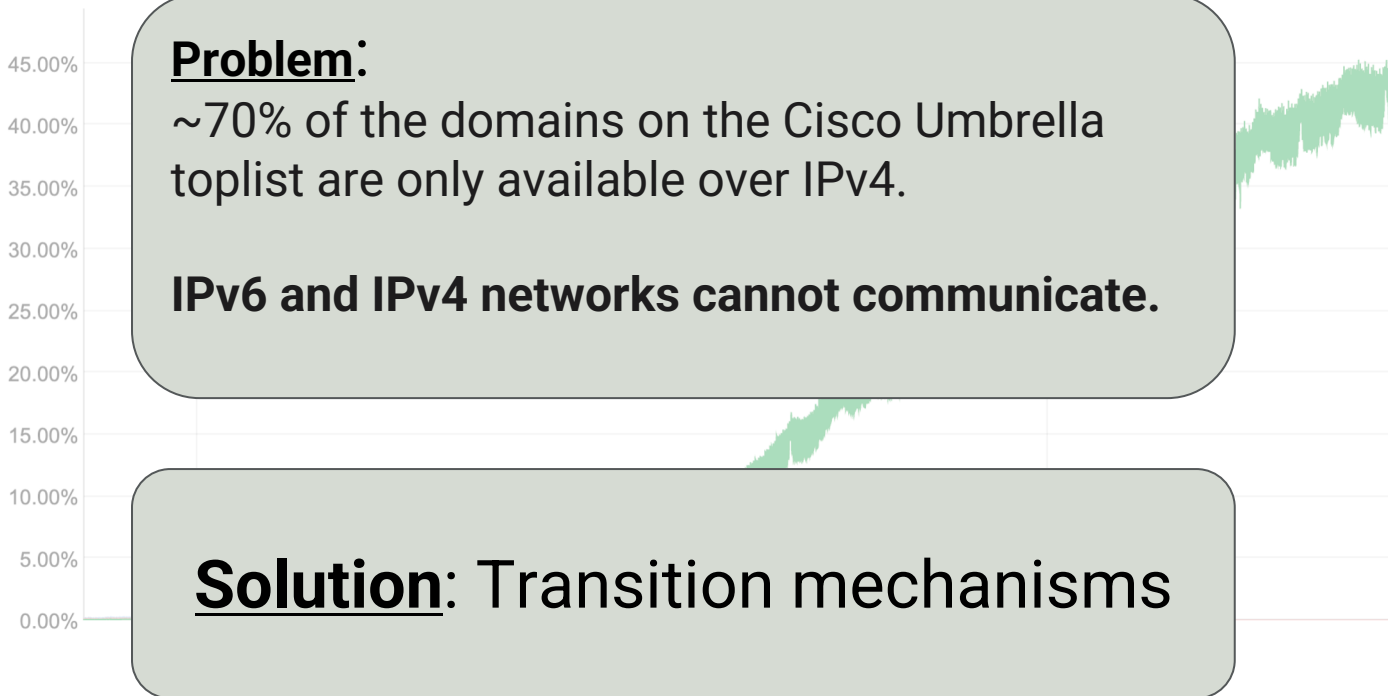 45.00%
40.00%
35.00%
30.00%
25.00%
20.00%
15.00%
10.00%
5.00%
0.00%
Problem:
~70% of the domains on the Cisco Umbrella
toplist are only available over IPv4.
IPv6 and IPv4 networks cannot communicate.
Solution: Transition mechanisms